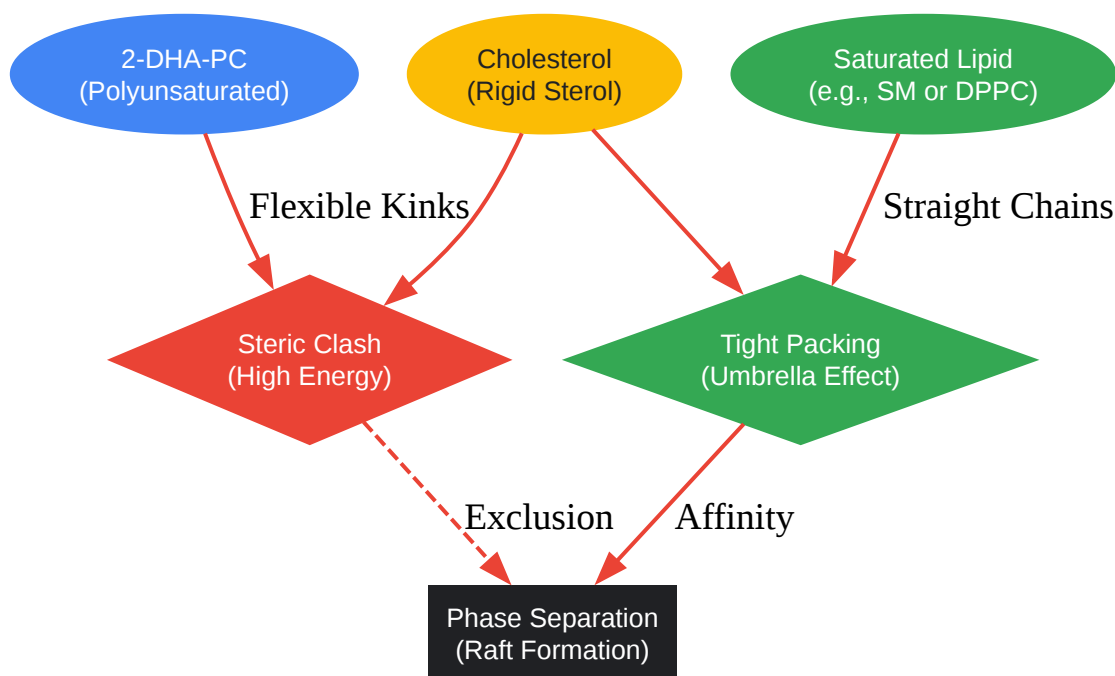 2-DHA-PC
(Polyunsaturated)
Cholesterol
(Rigid Sterol)
Saturated Lipid
(e.g., SM or DPPC)
Flexible Kinks
Straight Chains
Steric Clash
(High Energy)
Tight Packing
(Umbrella Effect)
Exclusion
Affinity
Phase Separation
(Raft Formation)